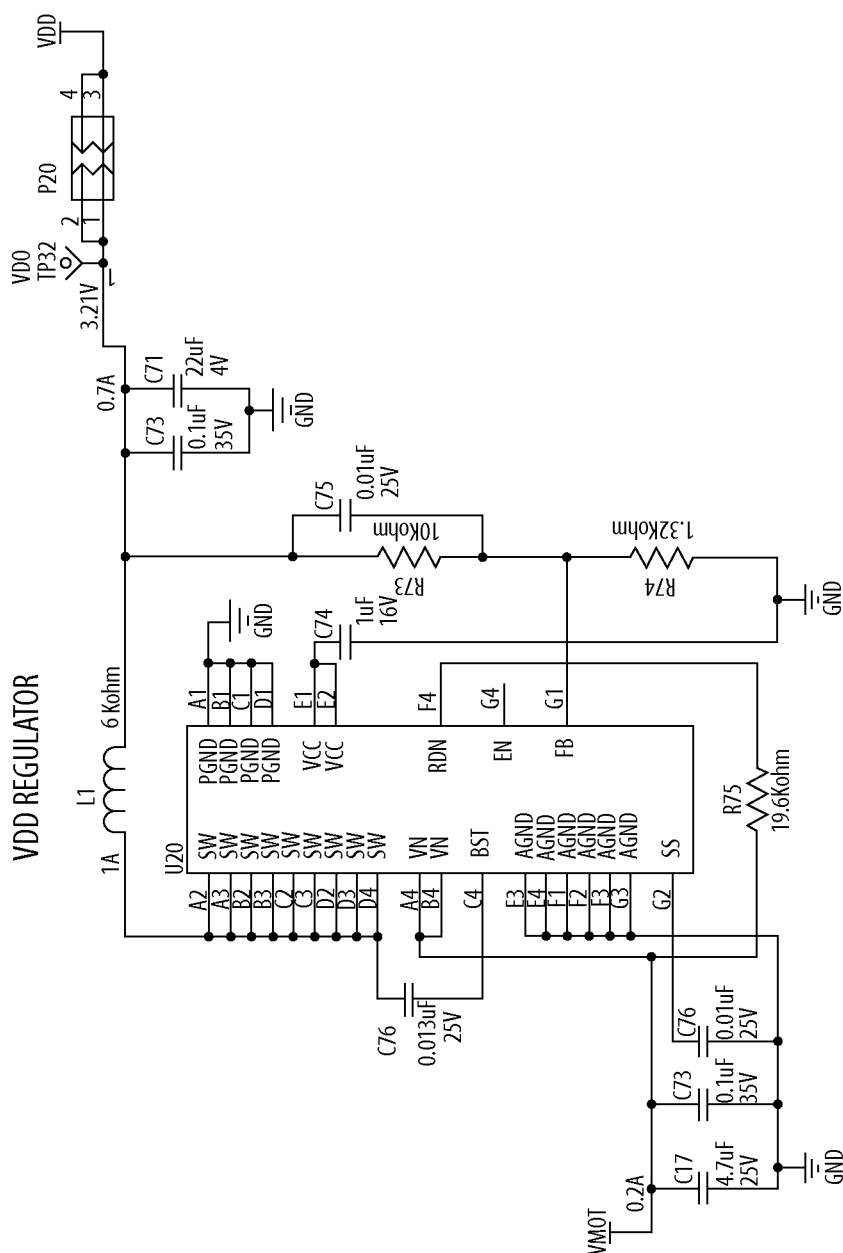 VDD REGULATOR
1A
L1
6 Kohm
0.7A
3.21V
VD0
TP32
1
2
1
P20
4
3
VDD
C73
0.1uF
35V
C71
22uF
4V
GND
U20
A2
SW
A3
SW
B2
SW
B3
SW
C2
SW
C3
SW
D2
SW
D3
SW
D4
SW
A4
VN
B4
VN
C4
BST
E3
AGND
E4
AGND
F1
AGND
F2
AGND
F3
AGND
G3
AGND
G2
SS
PGND
A1
PGND
B1
PGND
C1
PGND
D1
GND
VCC
E1
VCC
E2
RDN
F4
EN
G4
FB
G1
C74
1uF
16V
C75
0.01uF
25V
R73
10Kohm
R74
1.32Kohm
GND
C76
0.013uF
25V
R75
19.6Kohm
VMOT
0.2A
C17
4.7uF
25V
C73
0.1uF
35V
C76
0.01uF
25V
GND